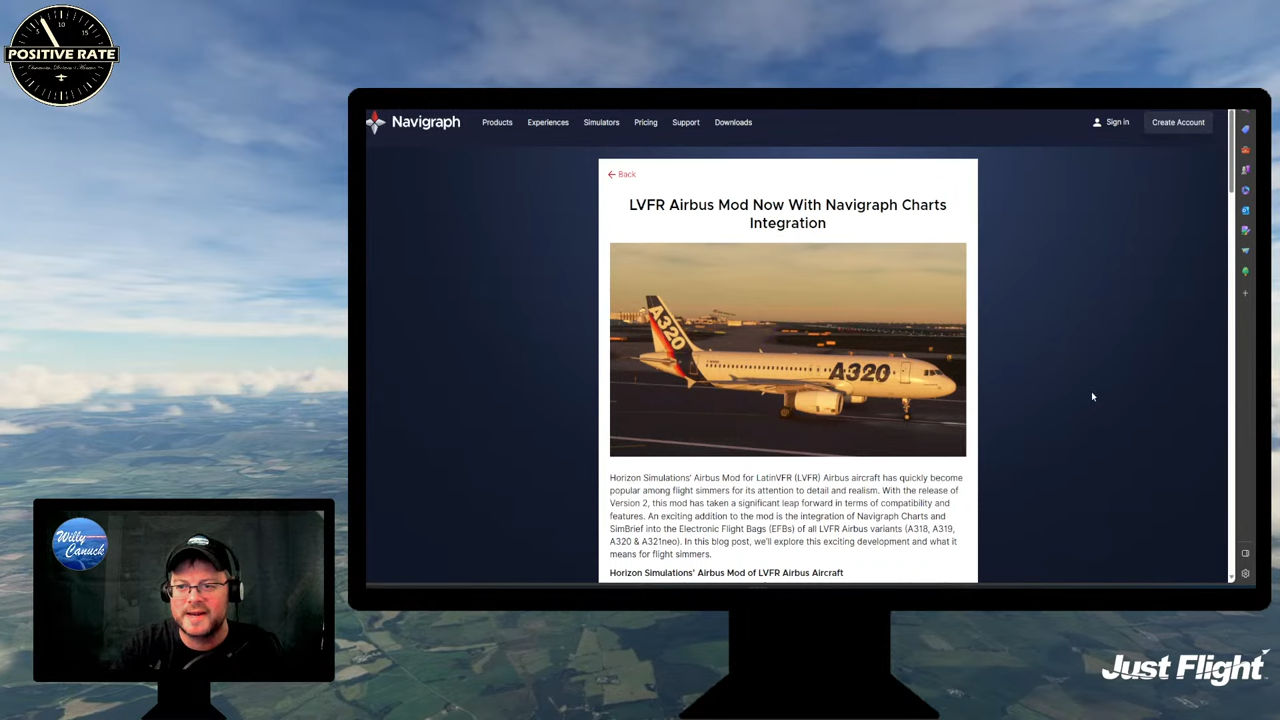 10
5
15
POSITIVE RATE
Navigraph
Products
Experiences
Simulators
Pricing
Support
Downloads
Sign in
Create Account
← Back
LVFR Airbus Mod Now With Navigraph Charts
Integration
A320
A320
Horizon Simulations' Airbus Mod for LatinVFR (LVFR) Airbus aircraft has quickly become
popular among flight simmers for its attention to detail and realism. With the release of
Version 2, this mod has taken a significant leap forward in terms of compatibility and
features. An exciting addition to the mod is the integration of Navigraph Charts and
SimBrief into the Electronic Flight Bags (EFBs) of all LVFR Airbus variants (A318, A319,
A320 & A321neo). In this blog post, we'll explore this exciting development and what it
means for flight simmers.
Horizon Simulations' Airbus Mod of LVFR Airbus Aircraft
Willy
Canuck
Just Flight